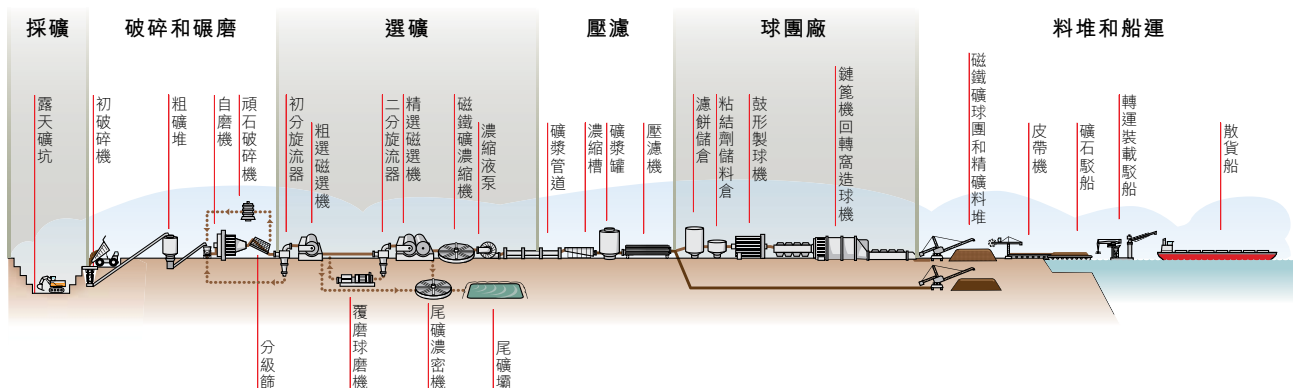 採礦
破碎和碾磨
選礦
壓濾
球團廠
料堆和船運
露天礦坑
初破碎機
粗礦堆
自磨機
頑石破碎機
初分旋流器
粗選磁選機
二分旋流器
精選磁選機
磁鐵礦濃縮機
濃縮液泵
礦漿管道
濃縮槽
礦漿罐
壓濾機
濾餅儲倉
粘結劑儲料倉
鼓形製球機
鏈篦機回轉窩造球機
磁鐵礦球團和精礦料堆
皮帶機
礦石駁船
轉運裝載駁船
散貨船
分級篩
覆磨球磨機
尾礦濃密機
尾礦壩